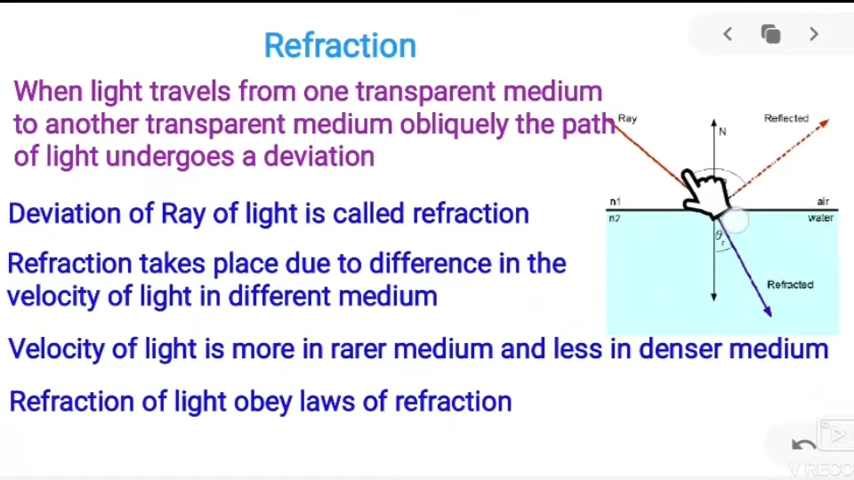 Refraction
When light travels from one transparent medium
to another transparent medium obliquely the path
of light undergoes a deviation
Deviation of Ray of light is called refraction
Refraction takes place due to difference in the
velocity of light in different medium
Velocity of light is more in rarer medium and less in denser medium
Refraction of light obey laws of refraction
Ray
N
Reflected
n1
air
n2
water
θ
r
Refracted
VIRECO